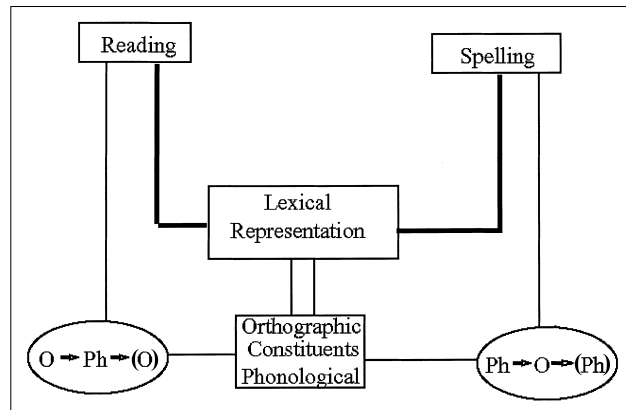 Reading
Spelling
Lexical
Representation
Orthographic
Constituents
Phonological
O → Ph → (O)
Ph → O → (Ph)